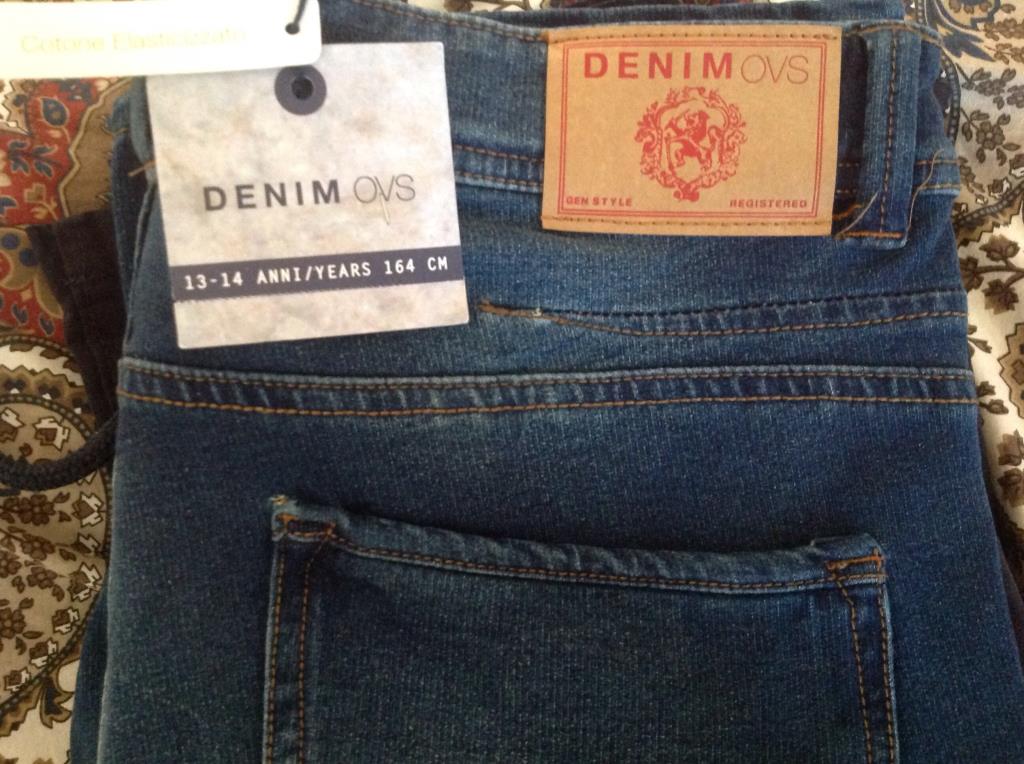 Cotone Elasticizzato
DENIM OVS
13-14 ANNI/YEARS 164 CM
DENIM OVS
GEN STYLE
REGISTERED